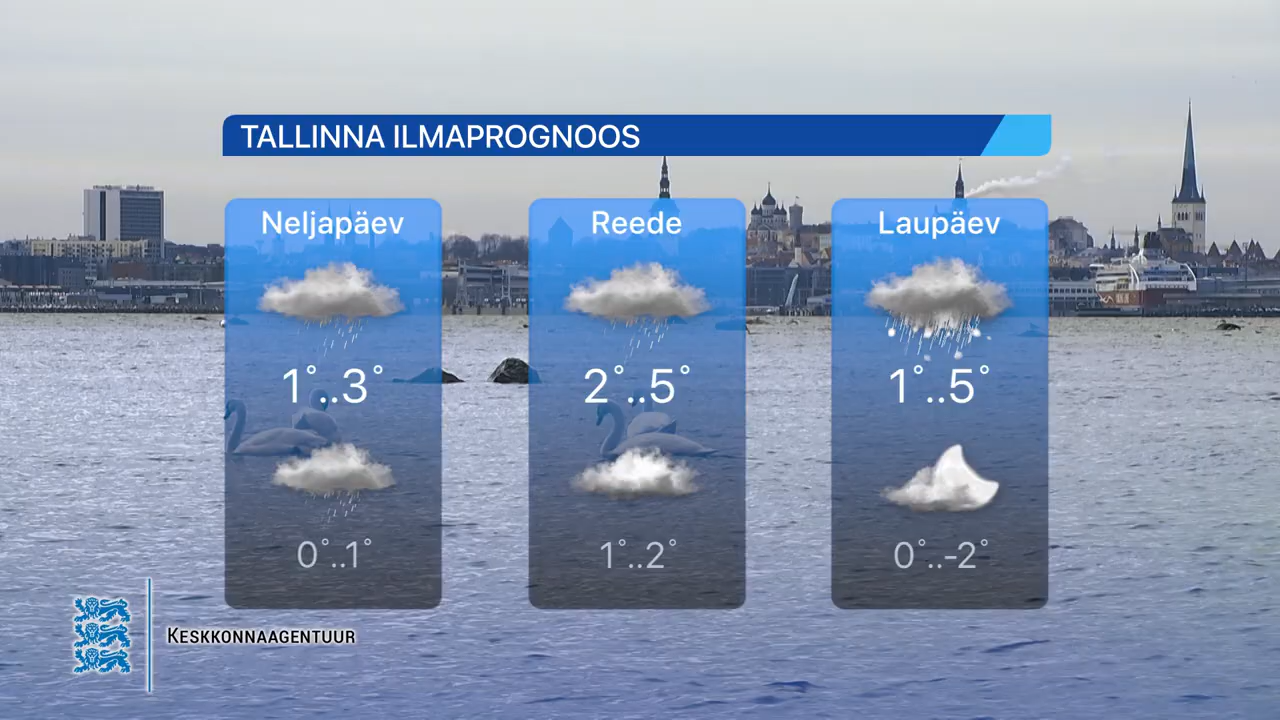 TALLINNA ILMAPROGNOOS
Neljapäev
1°..3°
0°..1°
Reede
2°..5°
1°..2°
Laupäev
1°..5°
0°..-2°
KESKKONNAAGENTUUR